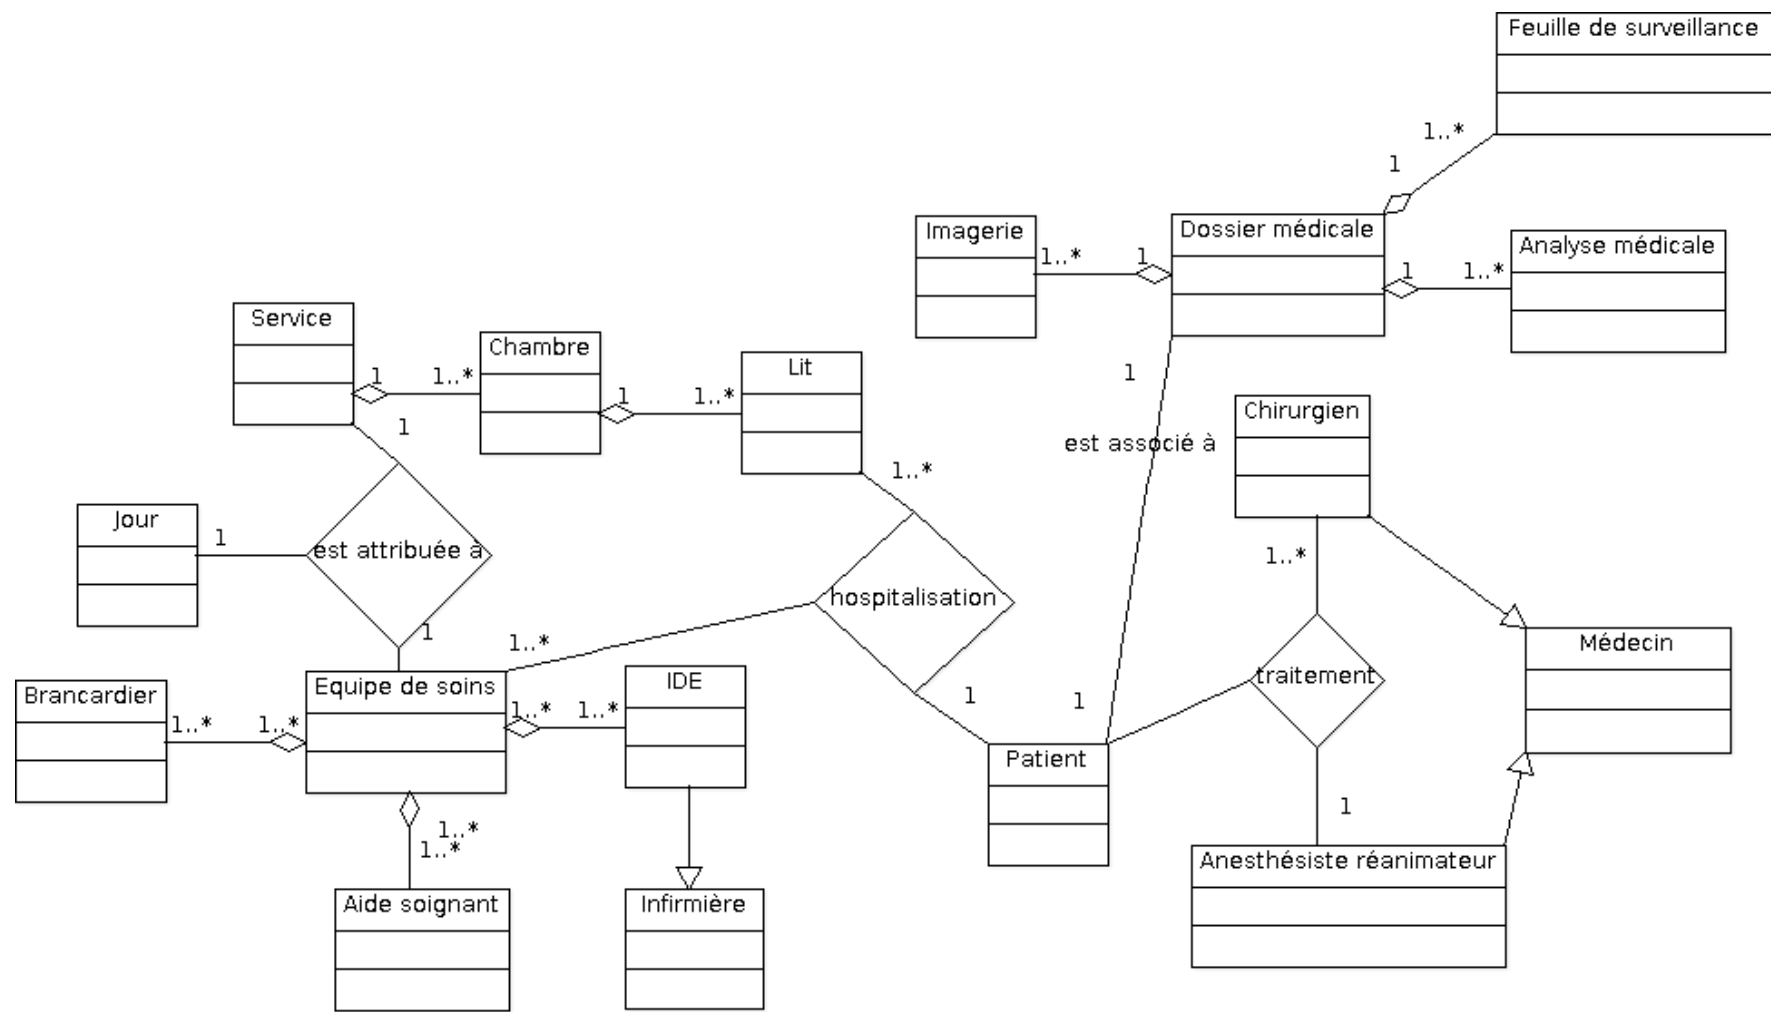 Feuille de surveillance
1..*
1
Imagerie
1..*
1
Dossier médicale
1
1..*
Analyse médicale
Service
1
1..*
Chambre
1
1..*
Lit
1
est associé à
Chirurgien
1
1..*
Jour
1
est attribuée à
1..*
hospitalisation
1
1..*
Médecin
Brancardier
1..*
1..*
Equipe de soins
1..*
1..*
IDE
1
1
traitement
Patient
1
1..*
1..*
Anesthésiste réanimateur
Aide soignant
Infirmière